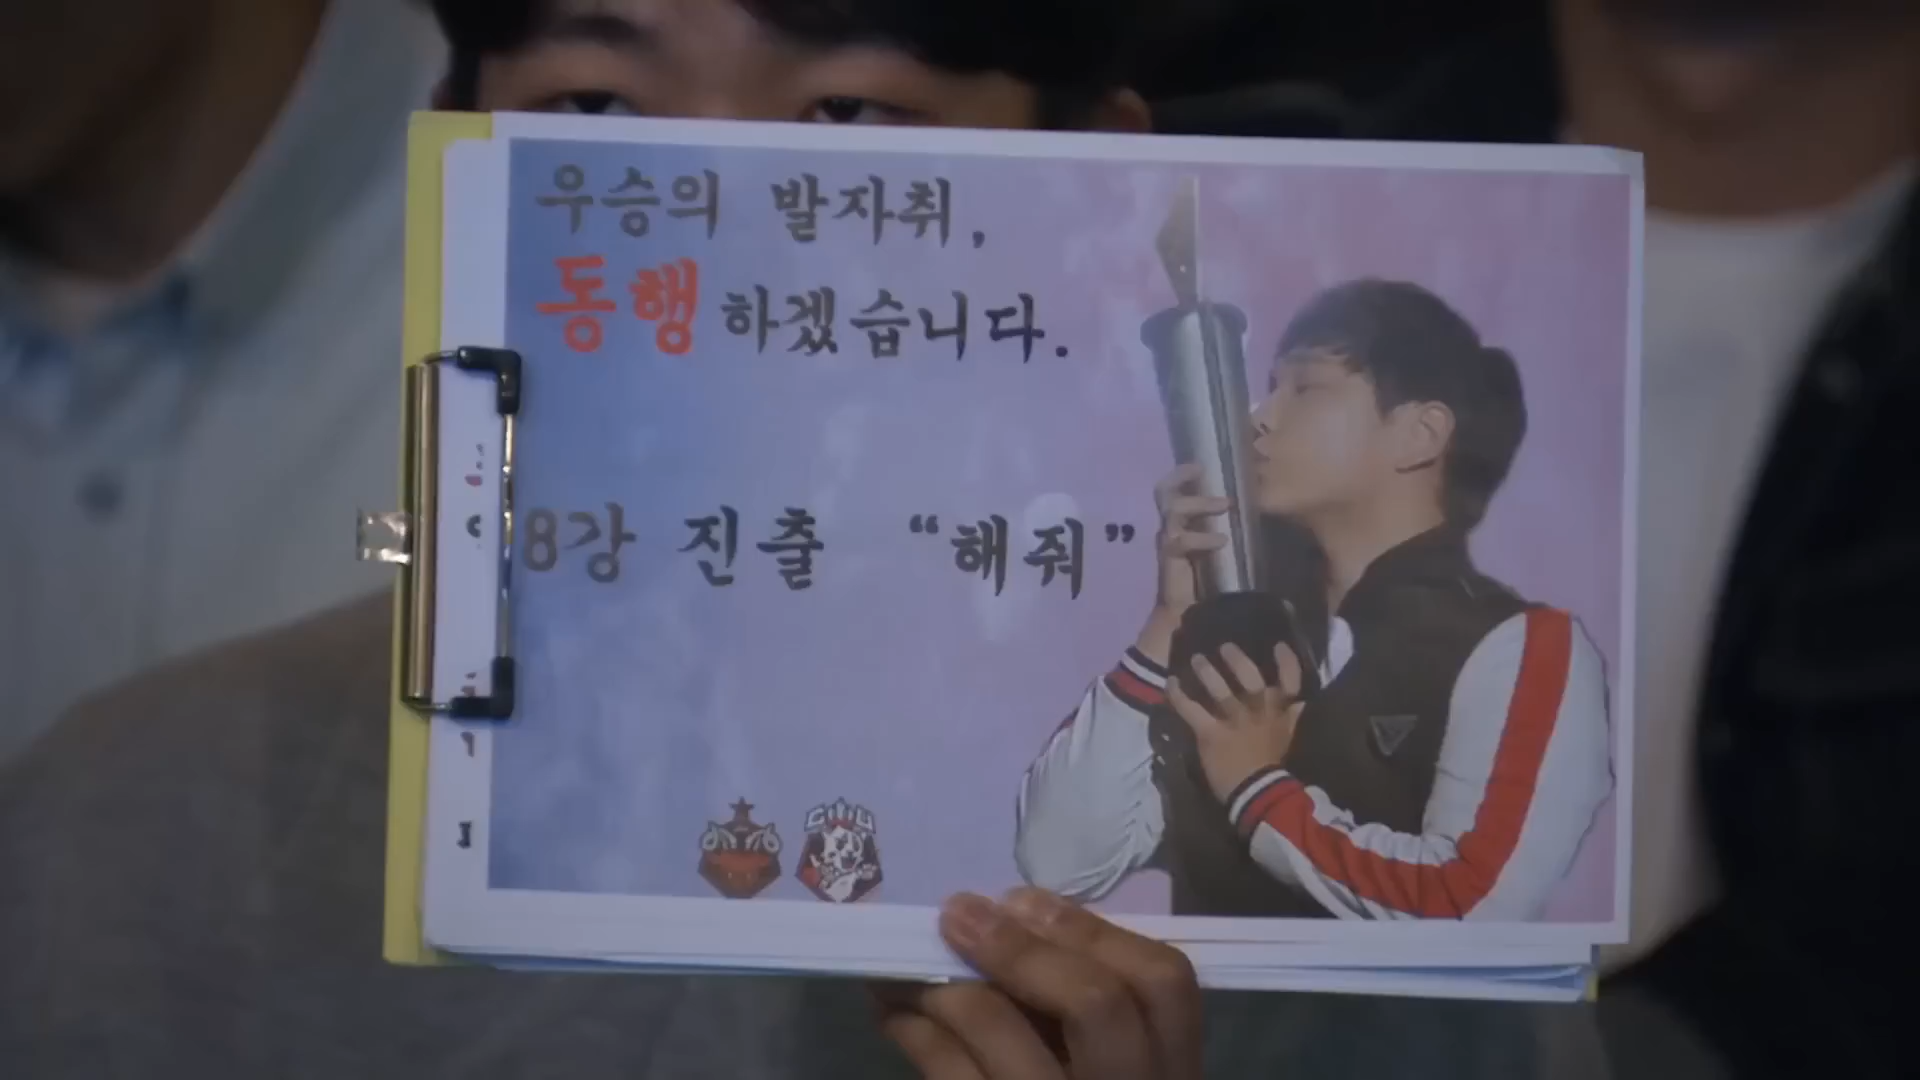 우승의 발자취,
동행하겠습니다.
8강 진출 “해줘”